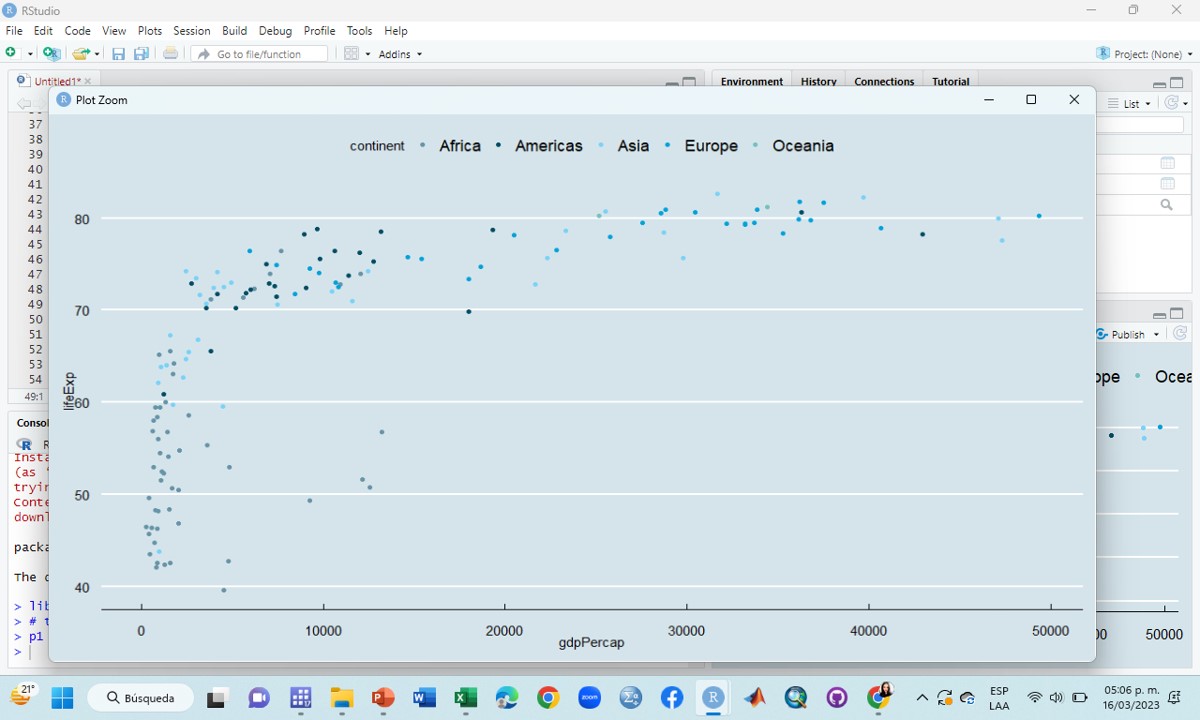 RStudio
File Edit Code View Plots Session Build Debug Profile Tools Help
Go to file/function Addins Project: (None)
Untitled1* Environment History Connections Tutorial
Plot Zoom
List
continent Africa Americas Asia Europe Oceania
37
38
39
40
41
42
43
44
45
46
47
48
49
50
51
52
53
54
49:1
80
70
60
50
40
lifeExp
0 10000 20000 30000 40000 50000
gdpPercap
Publish
ope Ocea
00 50000
Consol
R R
Insta
(as '
tryin
Conte
downl
packa
The d
> lib
> # t
> p1
>
21°
Búsqueda
ESP
LAA
05:06 p. m.
16/03/2023